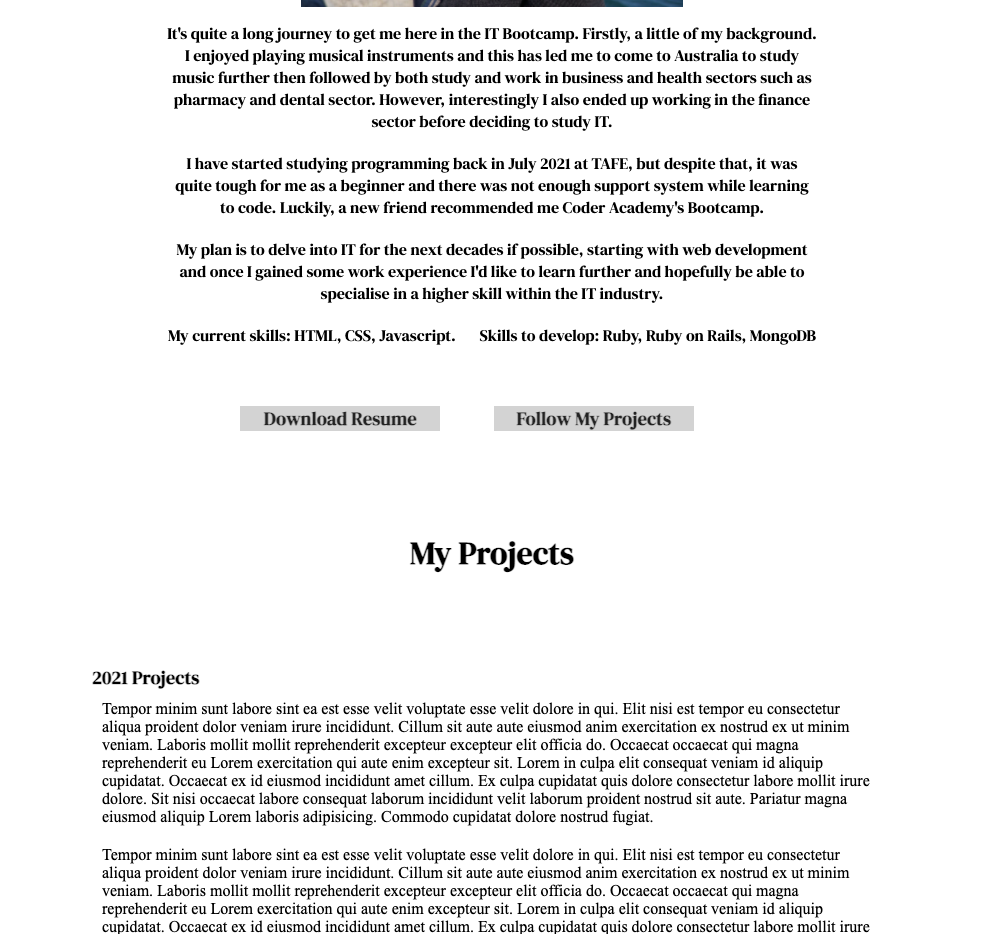 It's quite a long journey to get me here in the IT Bootcamp. Firstly, a little of my background.
I enjoyed playing musical instruments and this has led me to come to Australia to study
music further then followed by both study and work in business and health sectors such as
pharmacy and dental sector. However, interestingly I also ended up working in the finance
sector before deciding to study IT.
I have started studying programming back in July 2021 at TAFE, but despite that, it was
quite tough for me as a beginner and there was not enough support system while learning
to code. Luckily, a new friend recommended me Coder Academy's Bootcamp.
My plan is to delve into IT for the next decades if possible, starting with web development
and once I gained some work experience I'd like to learn further and hopefully be able to
specialise in a higher skill within the IT industry.
My current skills: HTML, CSS, Javascript. Skills to develop: Ruby, Ruby on Rails, MongoDB
Download Resume Follow My Projects
My Projects
2021 Projects
Tempor minim sunt labore sint ea est esse velit voluptate esse velit dolore in qui. Elit nisi est tempor eu consectetur
aliqua proident dolor veniam irure incididunt. Cillum sit aute aute eiusmod anim exercitation ex nostrud ex ut minim
veniam. Laboris mollit mollit reprehenderit excepteur excepteur elit officia do. Occaecat occaecat qui magna
reprehenderit eu Lorem exercitation qui aute enim excepteur sit. Lorem in culpa elit consequat veniam id aliquip
cupidatat. Occaecat ex id eiusmod incididunt amet cillum. Ex culpa cupidatat quis dolore consectetur labore mollit irure
dolore. Sit nisi occaecat labore consequat laborum incididunt velit laborum proident nostrud sit aute. Pariatur magna
eiusmod aliquip Lorem laboris adipisicing. Commodo cupidatat dolore nostrud fugiat.
Tempor minim sunt labore sint ea est esse velit voluptate esse velit dolore in qui. Elit nisi est tempor eu consectetur
aliqua proident dolor veniam irure incididunt. Cillum sit aute aute eiusmod anim exercitation ex nostrud ex ut minim
veniam. Laboris mollit mollit reprehenderit excepteur excepteur elit officia do. Occaecat occaecat qui magna
reprehenderit eu Lorem exercitation qui aute enim excepteur sit. Lorem in culpa elit consequat veniam id aliquip
cupidatat. Occaecat ex id eiusmod incididunt amet cillum. Ex culpa cupidatat quis dolore consectetur labore mollit irure